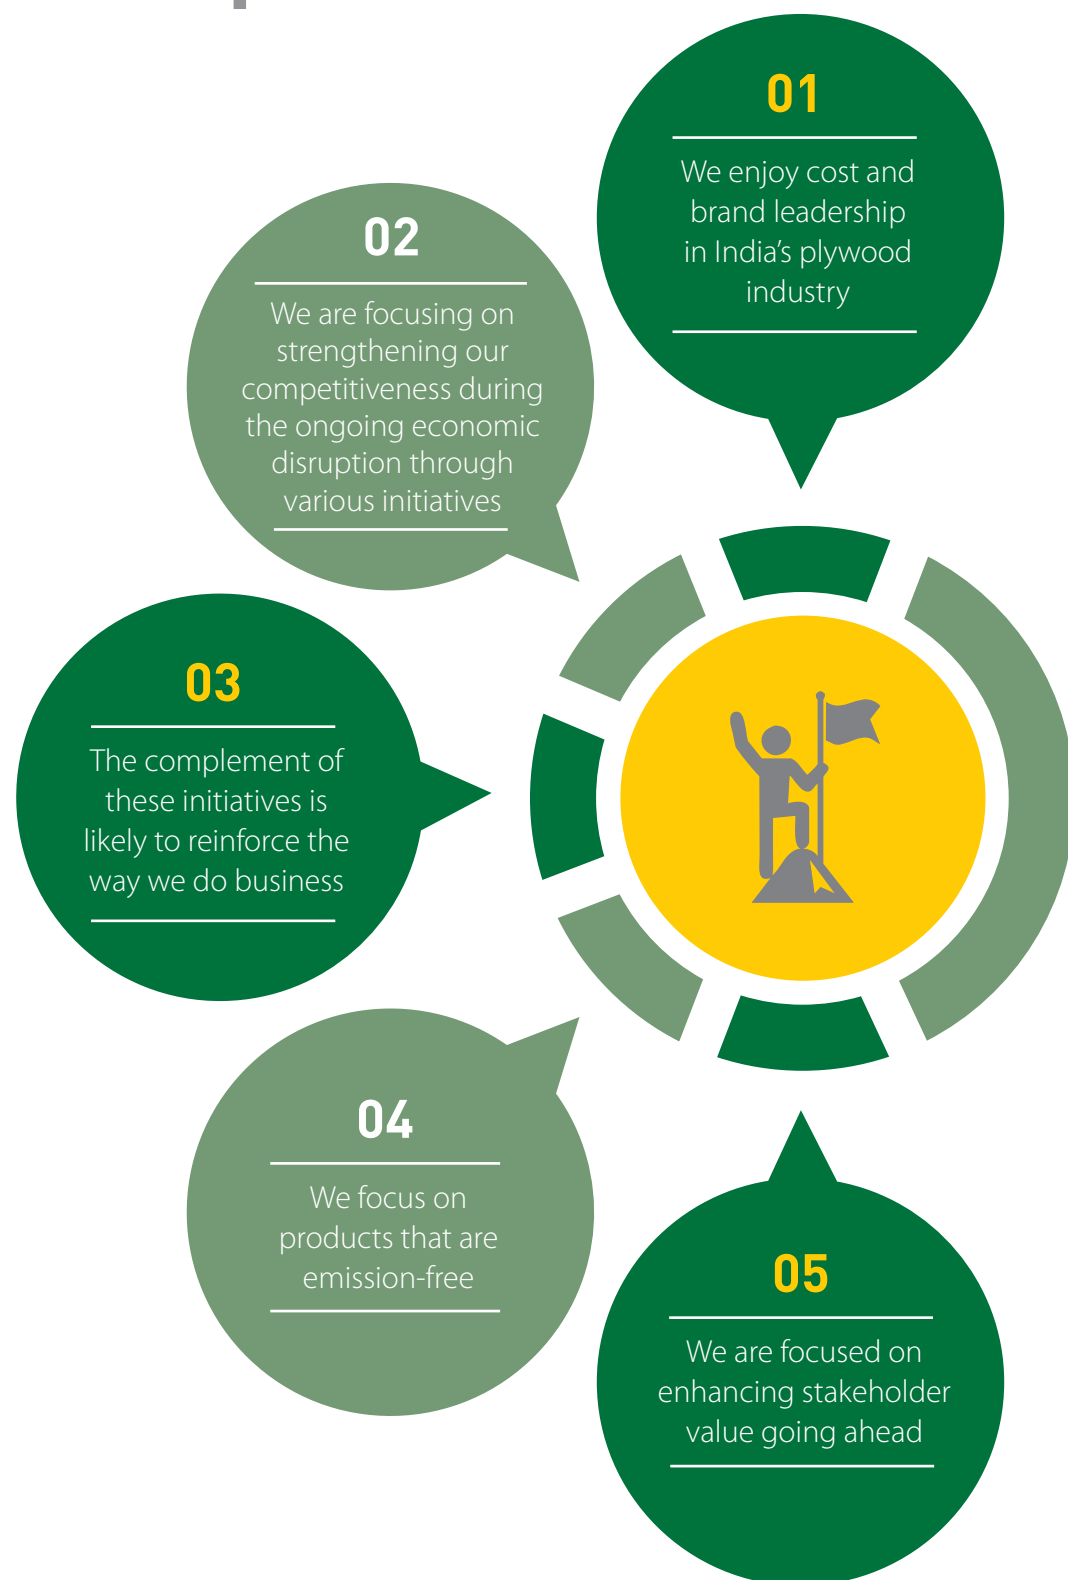 01
We enjoy cost and
brand leadership
in India’s plywood
industry
02
We are focusing on
strengthening our
competitiveness during
the ongoing economic
disruption through
various initiatives
03
The complement of
these initiatives is
likely to reinforce the
way we do business
04
We focus on
products that are
emission-free
05
We are focused on
enhancing stakeholder
value going ahead